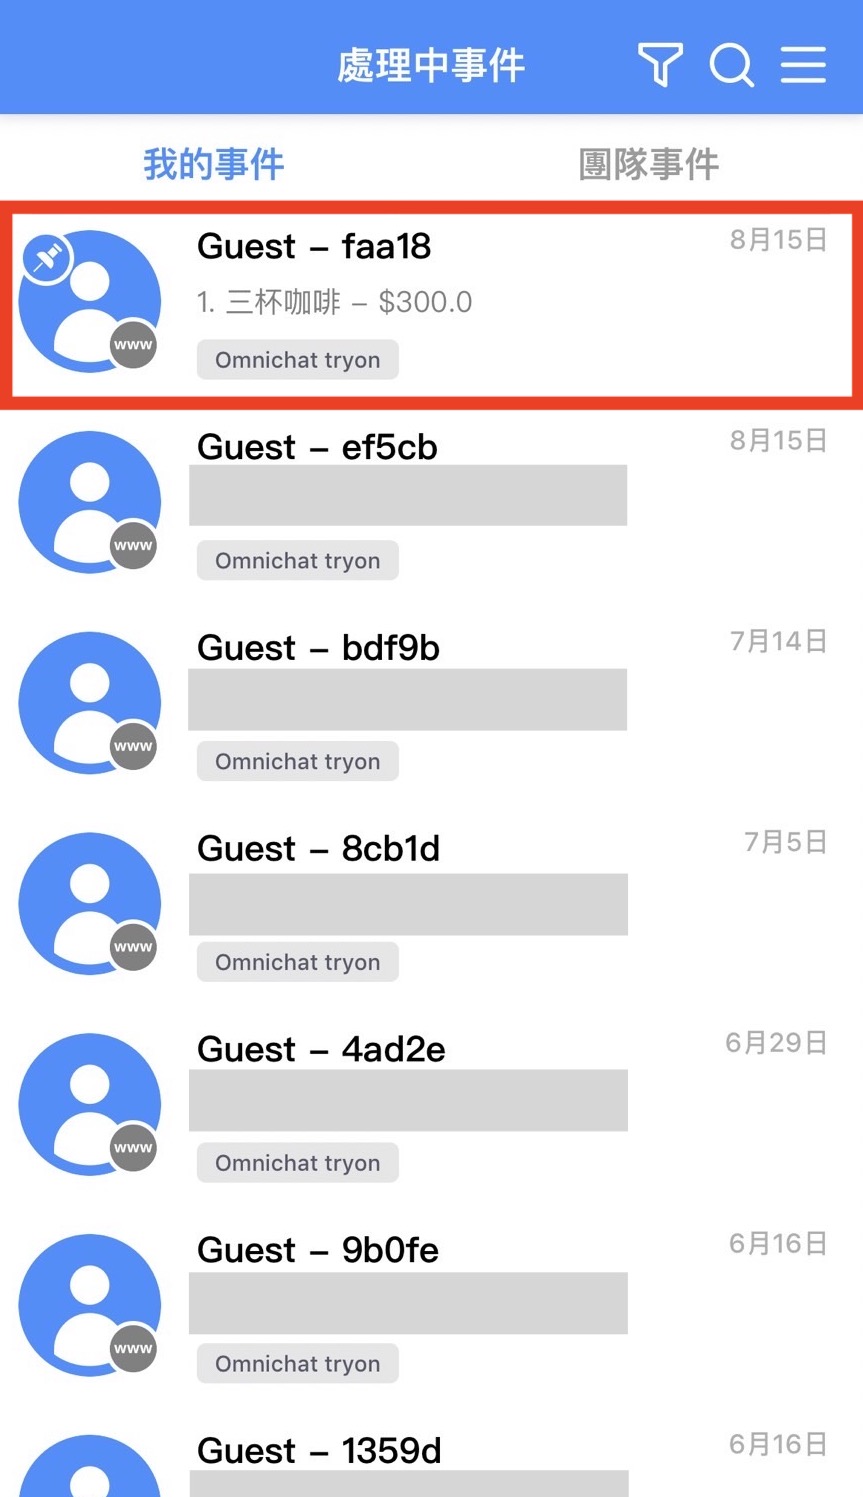 處理中事件
我的事件
團隊事件
Guest – faa18
8月15日
1. 三杯咖啡 – $300.0
www
Omnichat tryon
Guest – ef5cb
8月15日
www
Omnichat tryon
Guest – bdf9b
7月14日
www
Omnichat tryon
Guest – 8cb1d
7月5日
www
Omnichat tryon
Guest – 4ad2e
6月29日
www
Omnichat tryon
Guest – 9b0fe
6月16日
www
Omnichat tryon
Guest – 1359d
6月16日